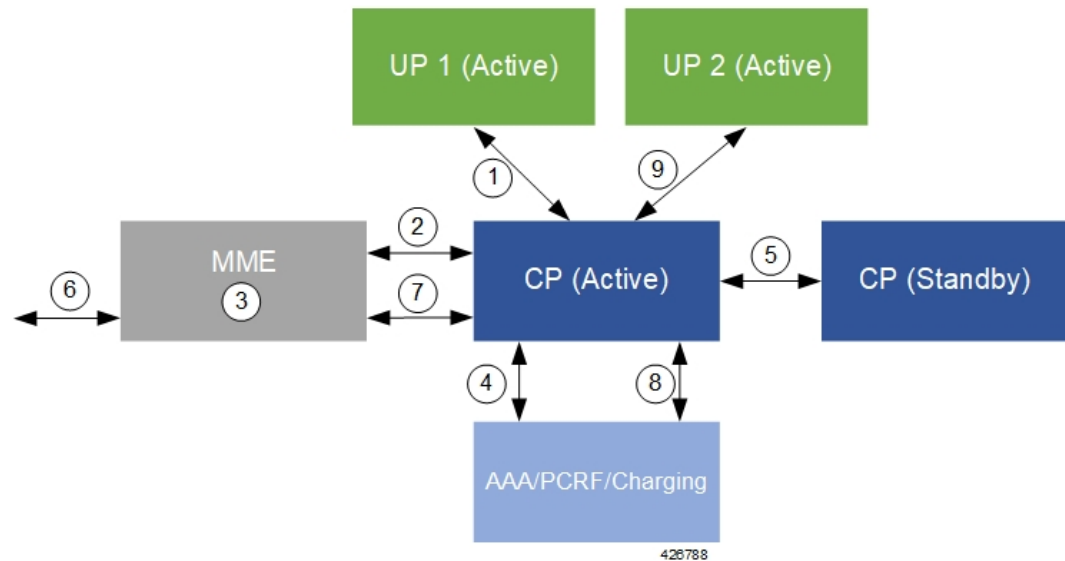 UP 1 (Active)
UP 2 (Active)
1
9
2
MME
3
CP (Active)
5
CP (Standby)
6
7
4
8
AAA/PCRF/Charging
426788